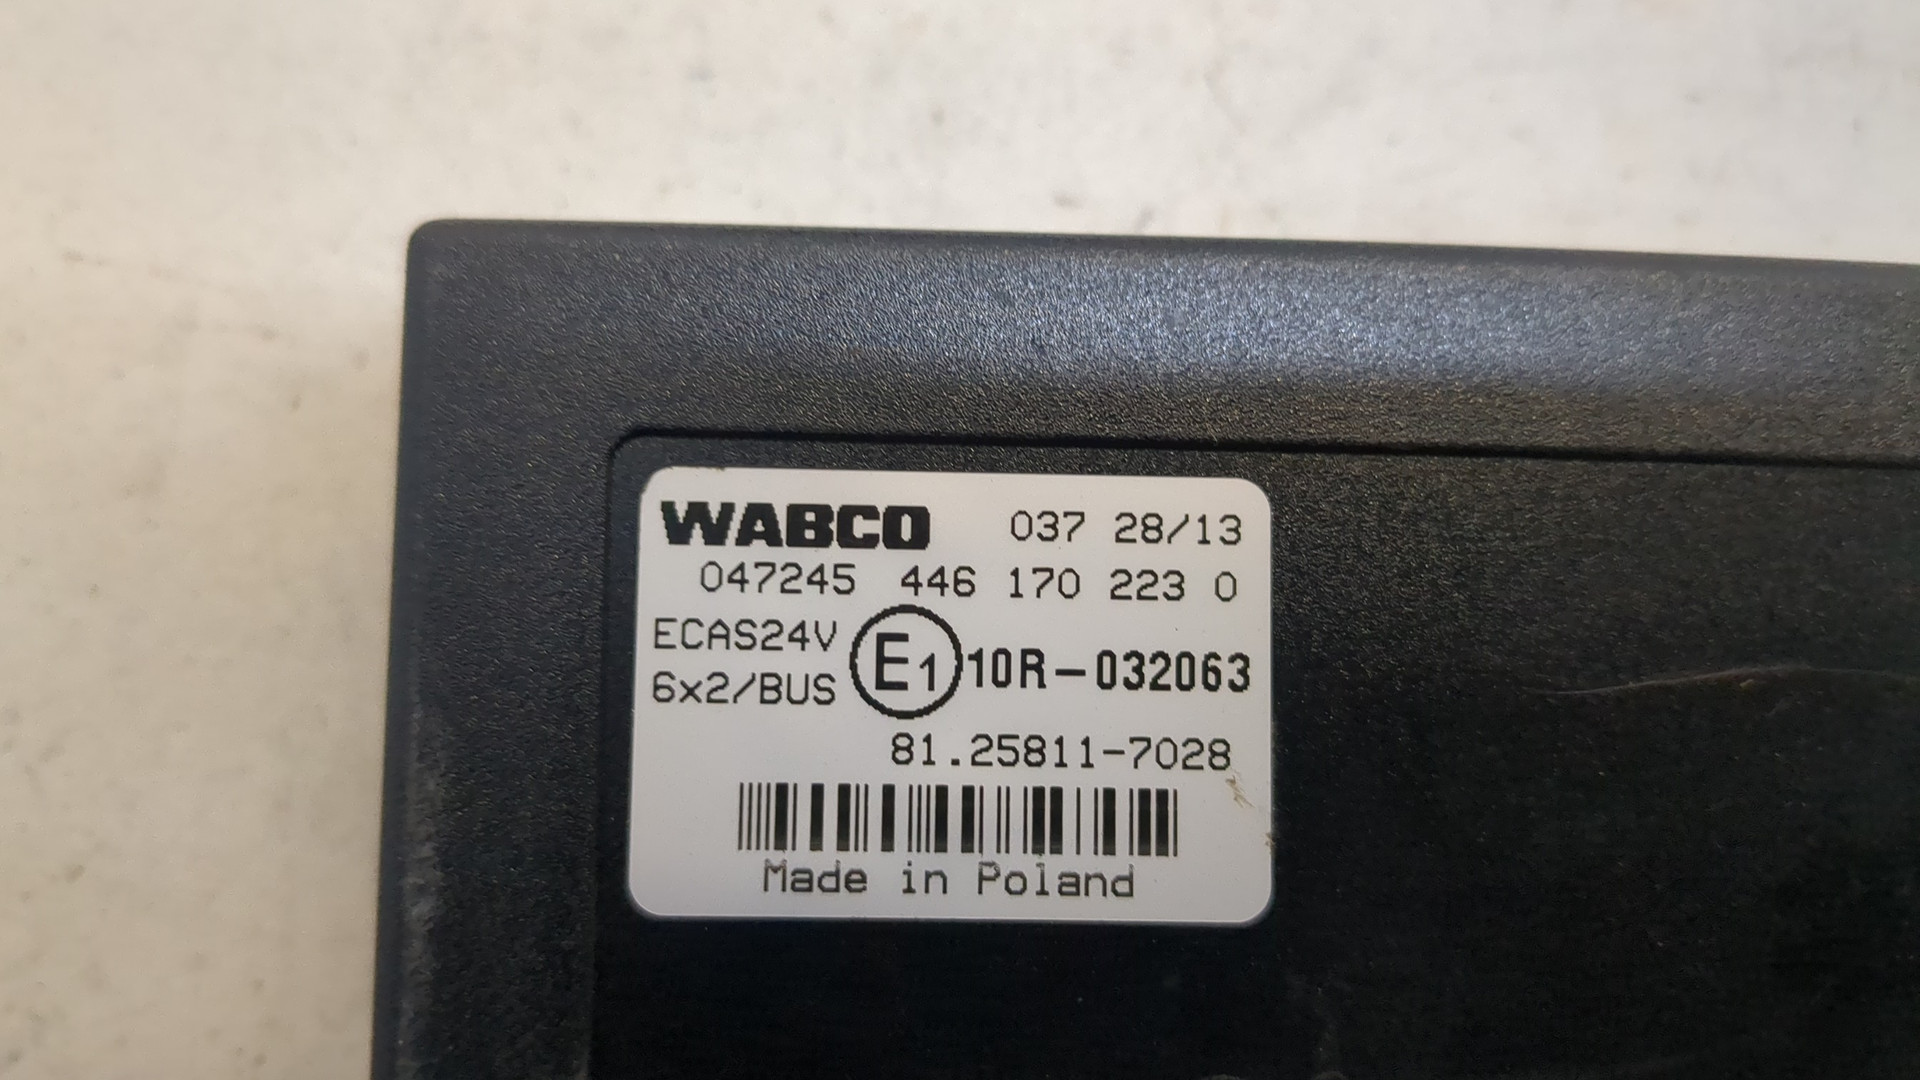 WABCO 037 28/13
047245 446 170 223 0
ECAS24V
6x2/BUS E1 10R-032063
81.25811-7028
Made in Poland